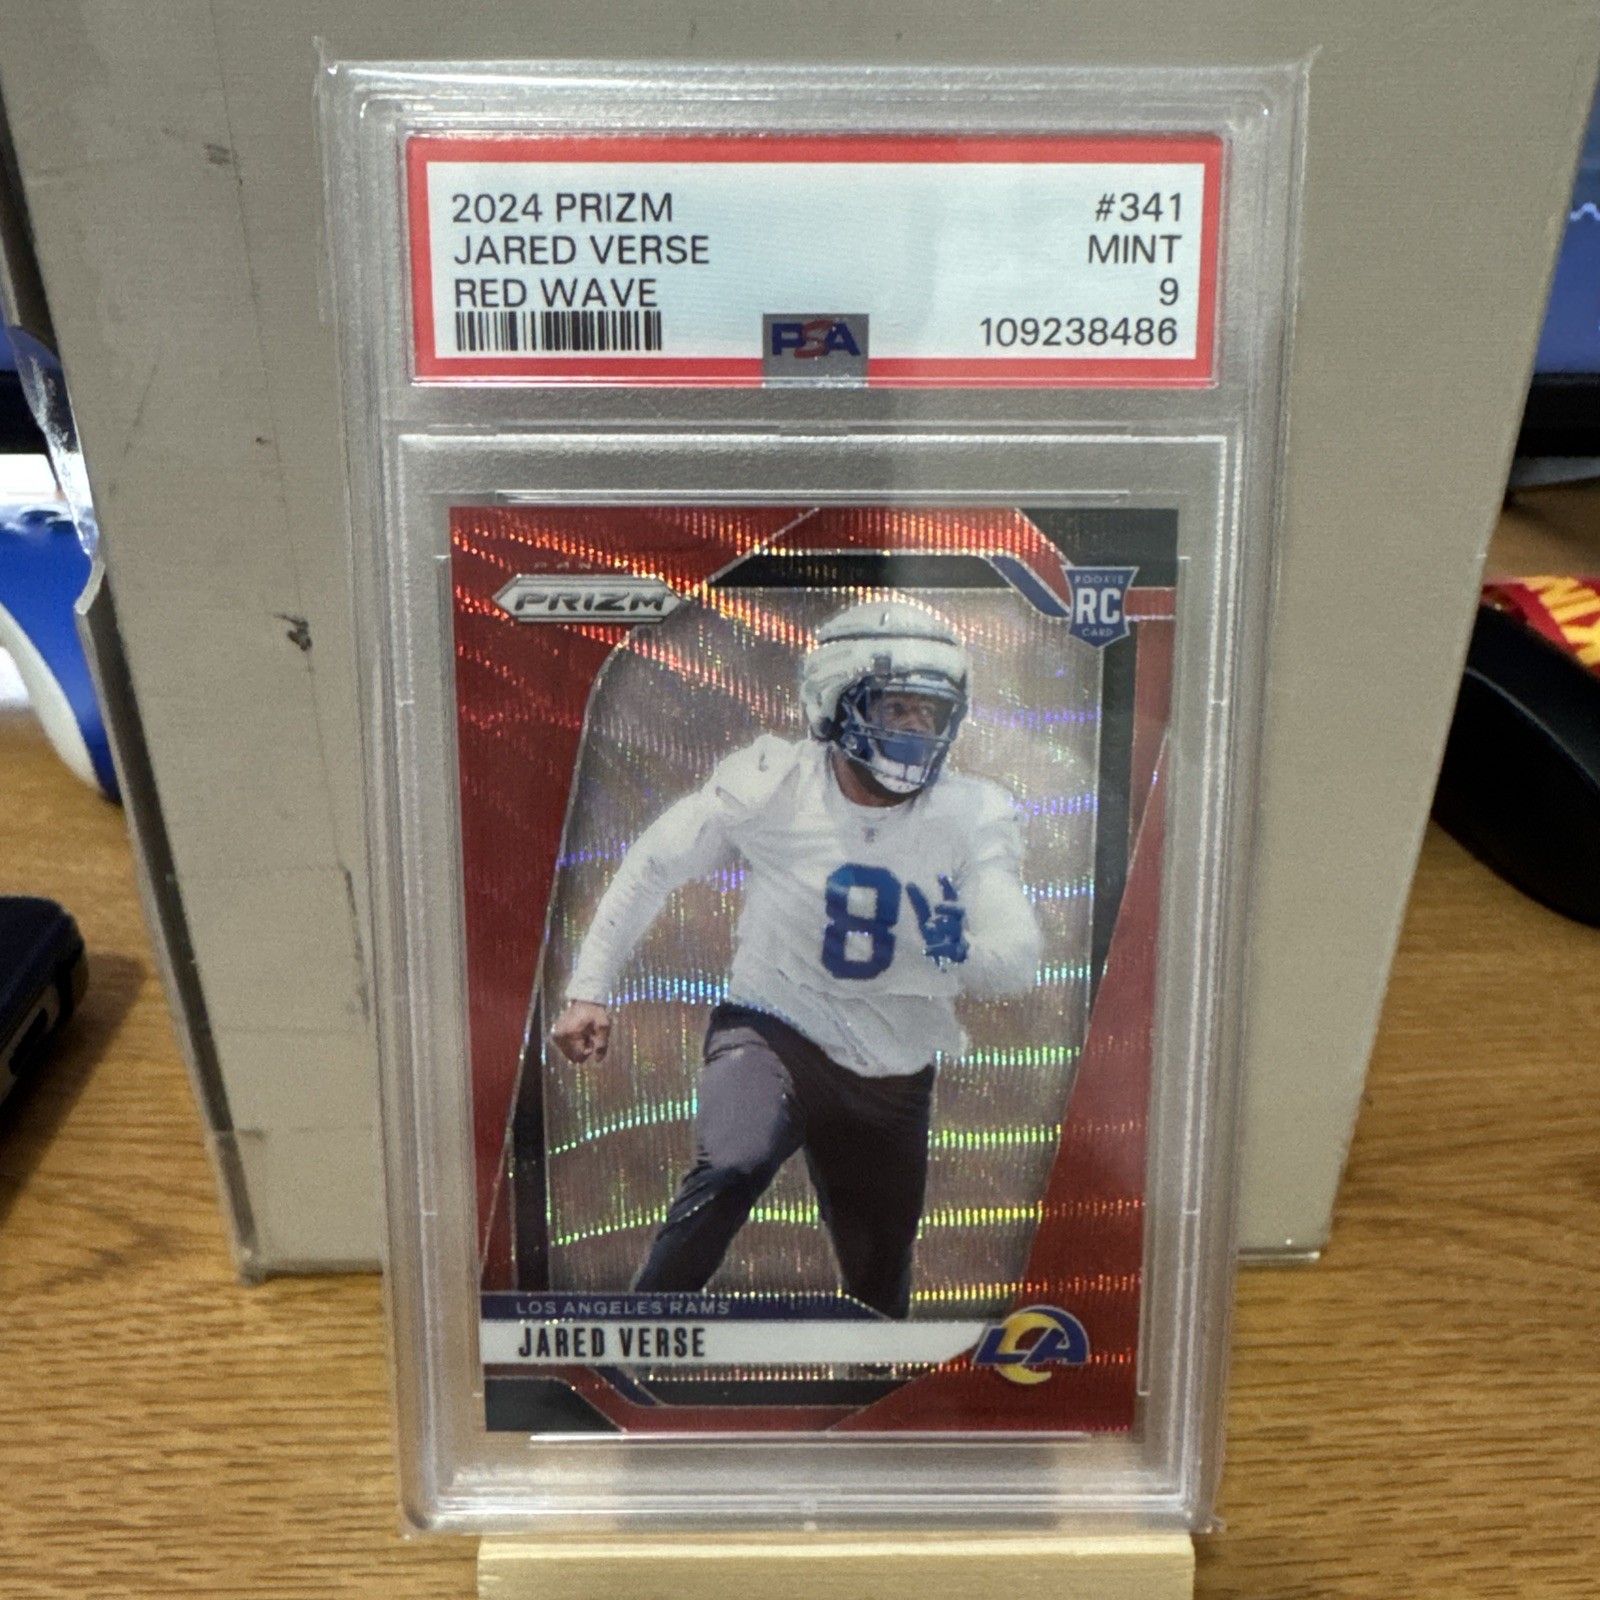 2024 PRIZM #341
JARED VERSE MINT
RED WAVE 9
PSA 109238486
PANINI
PRIZM
ROOKIE
RC
CARD
8
LOS ANGELES RAMS
JARED VERSE
LA